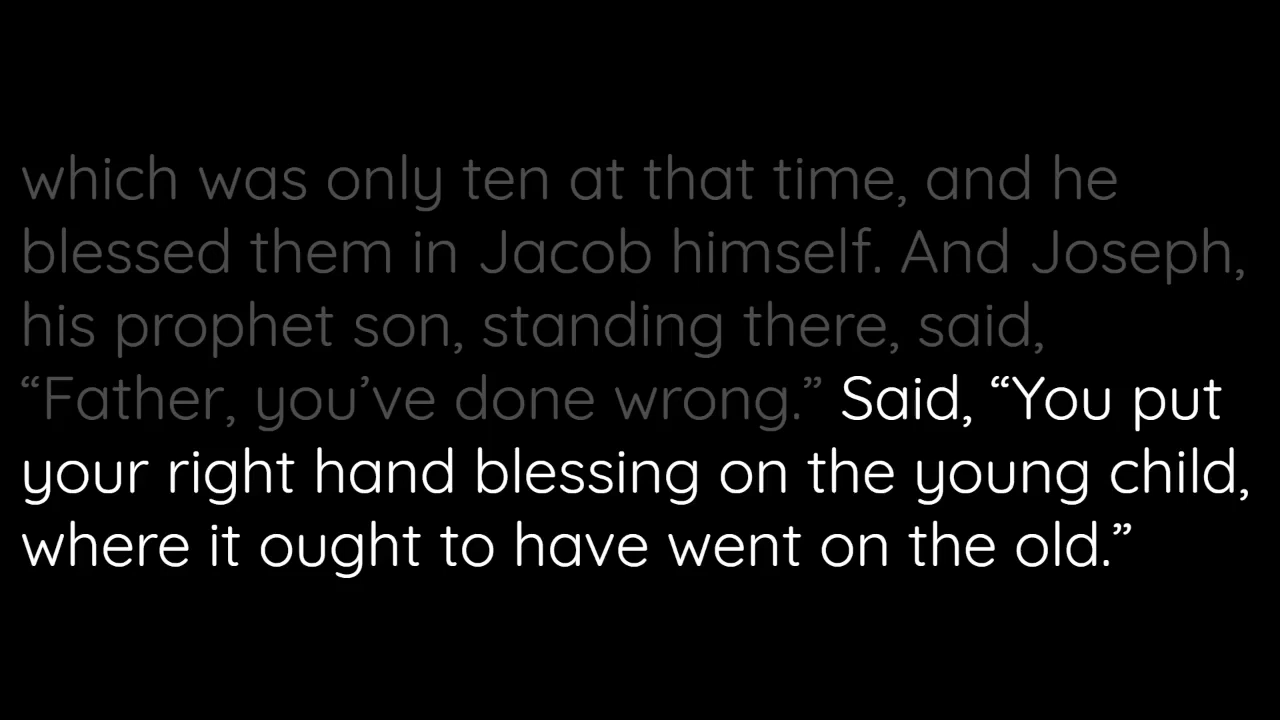 which was only ten at that time, and he
blessed them in Jacob himself. And Joseph,
his prophet son, standing there, said,
“Father, you’ve done wrong.” Said, “You put
your right hand blessing on the young child,
where it ought to have went on the old.”